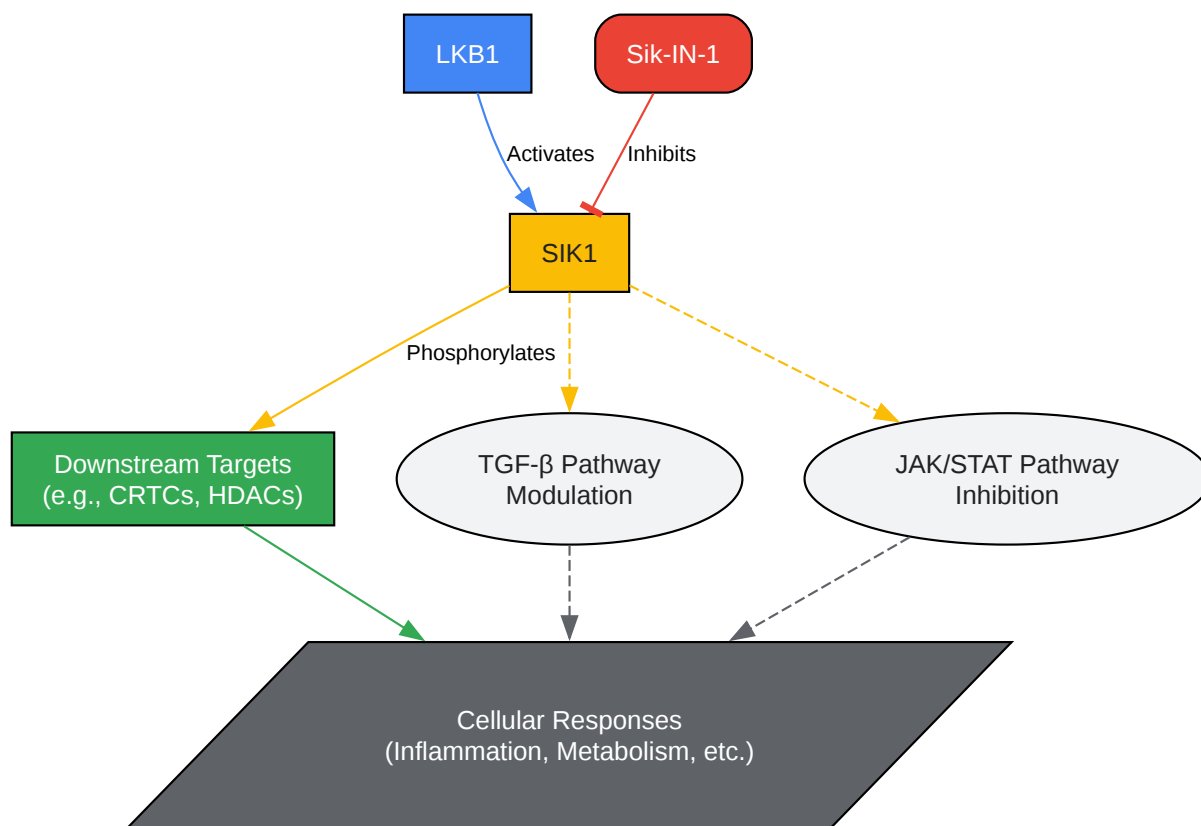 LKB1
Sik-IN-1
Activates
Inhibits
SIK1
Phosphorylates
Downstream Targets
(e.g., CRTCs, HDACs)
TGF-β Pathway
Modulation
JAK/STAT Pathway
Inhibition
Cellular Responses
(Inflammation, Metabolism, etc.)